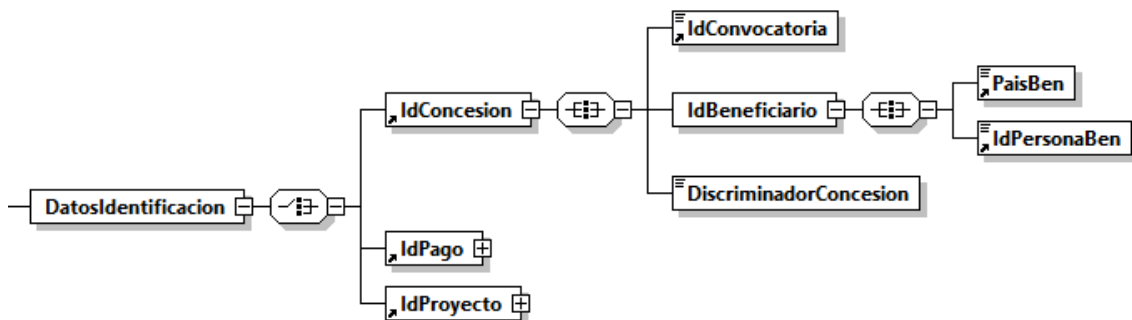 IdConvocatoria
PaisBen
IdConcesion
IdBeneficiario
IdPersonaBen
DatosIdentificacion
DiscriminadorConcesion
IdPago
IdProyecto